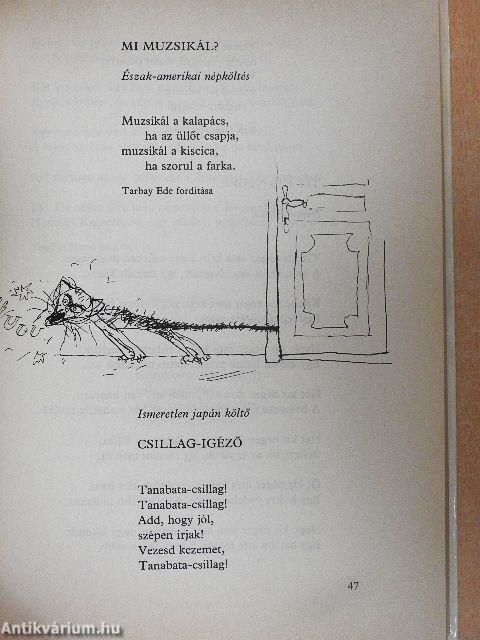 MI MUZSIKÁL?
Észak-amerikai népköltés
Muzsikál a kalapács,
ha az üllőt csapja,
muzsikál a kiscica,
ha szorul a farka.
Tarbay Ede fordítása
Ismeretlen japán költő
CSILLAG-IGÉZŐ
Tanabata-csillag!
Tanabata-csillag!
Add, hogy jól,
szépen írjak!
Vezesd kezemet,
Tanabata-csillag!
47
Antikvárium.hu